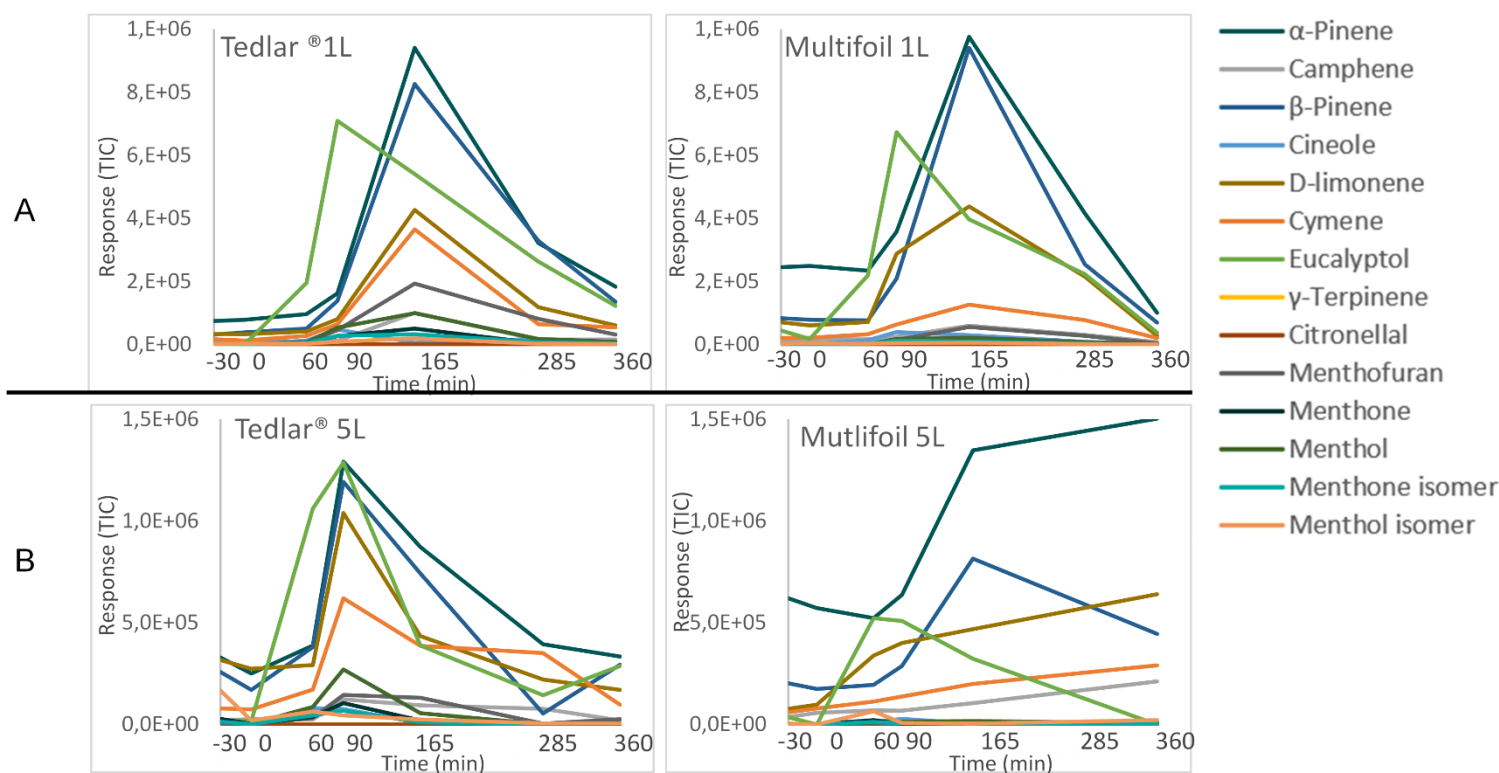 A
Tedlar ®1L
Response (TIC)
1,E+06
8,E+05
6,E+05
4,E+05
2,E+05
0,E+00
-30 0 60 90 165 285 360
Time (min)
Multifoil 1L
Response (TIC)
1,E+06
8,E+05
6,E+05
4,E+05
2,E+05
0,E+00
-30 0 60 90 165 285 360
Time (min)
B
Tedlar® 5L
Response (TIC)
1,5E+06
1,0E+06
5,0E+05
0,0E+00
-30 0 60 90 165 285 360
Time (min)
Mutlifoil 5L
Response (TIC)
1,5E+06
1,0E+06
5,0E+05
0,0E+00
-30 0 60 90 165 285 360
Time (min)
α-Pinene
Camphene
β-Pinene
Cineole
D-limonene
Cymene
Eucalyptol
γ-Terpinene
Citronellal
Menthofuran
Menthone
Menthol
Menthone isomer
Menthol isomer